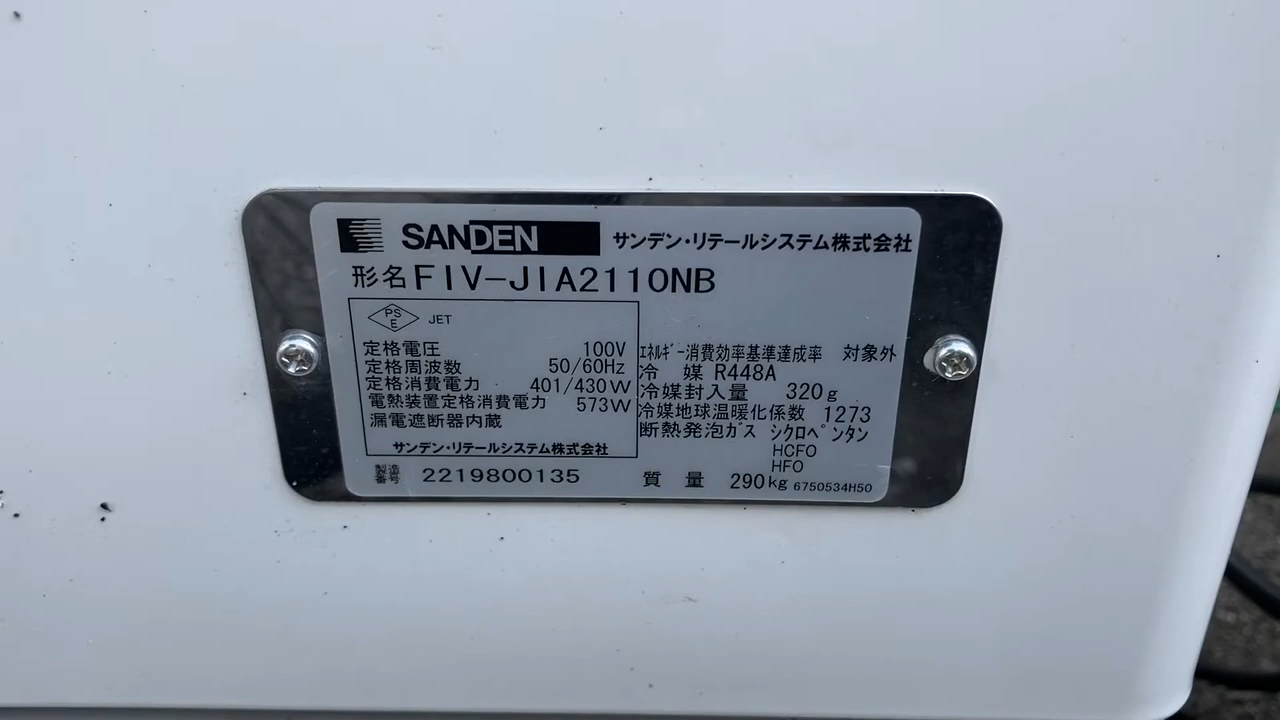 SANDEN サンデン・リテールシステム株式会社
形名 FIV-JIA2110NB
PSE JET
定格電圧 100V
定格周波数 50/60Hz
定格消費電力 401/430W
電熱装置定格消費電力 573W
漏電遮断器内蔵
サンデン・リテールシステム株式会社
エネルギー消費効率基準達成率 対象外
冷 媒 R448A
冷媒封入量 320g
冷媒地球温暖化係数 1273
断熱発泡ガス シクロペンタン
HCFO
HFO
製造番号 2219800135
質 量 290kg 6750534H50